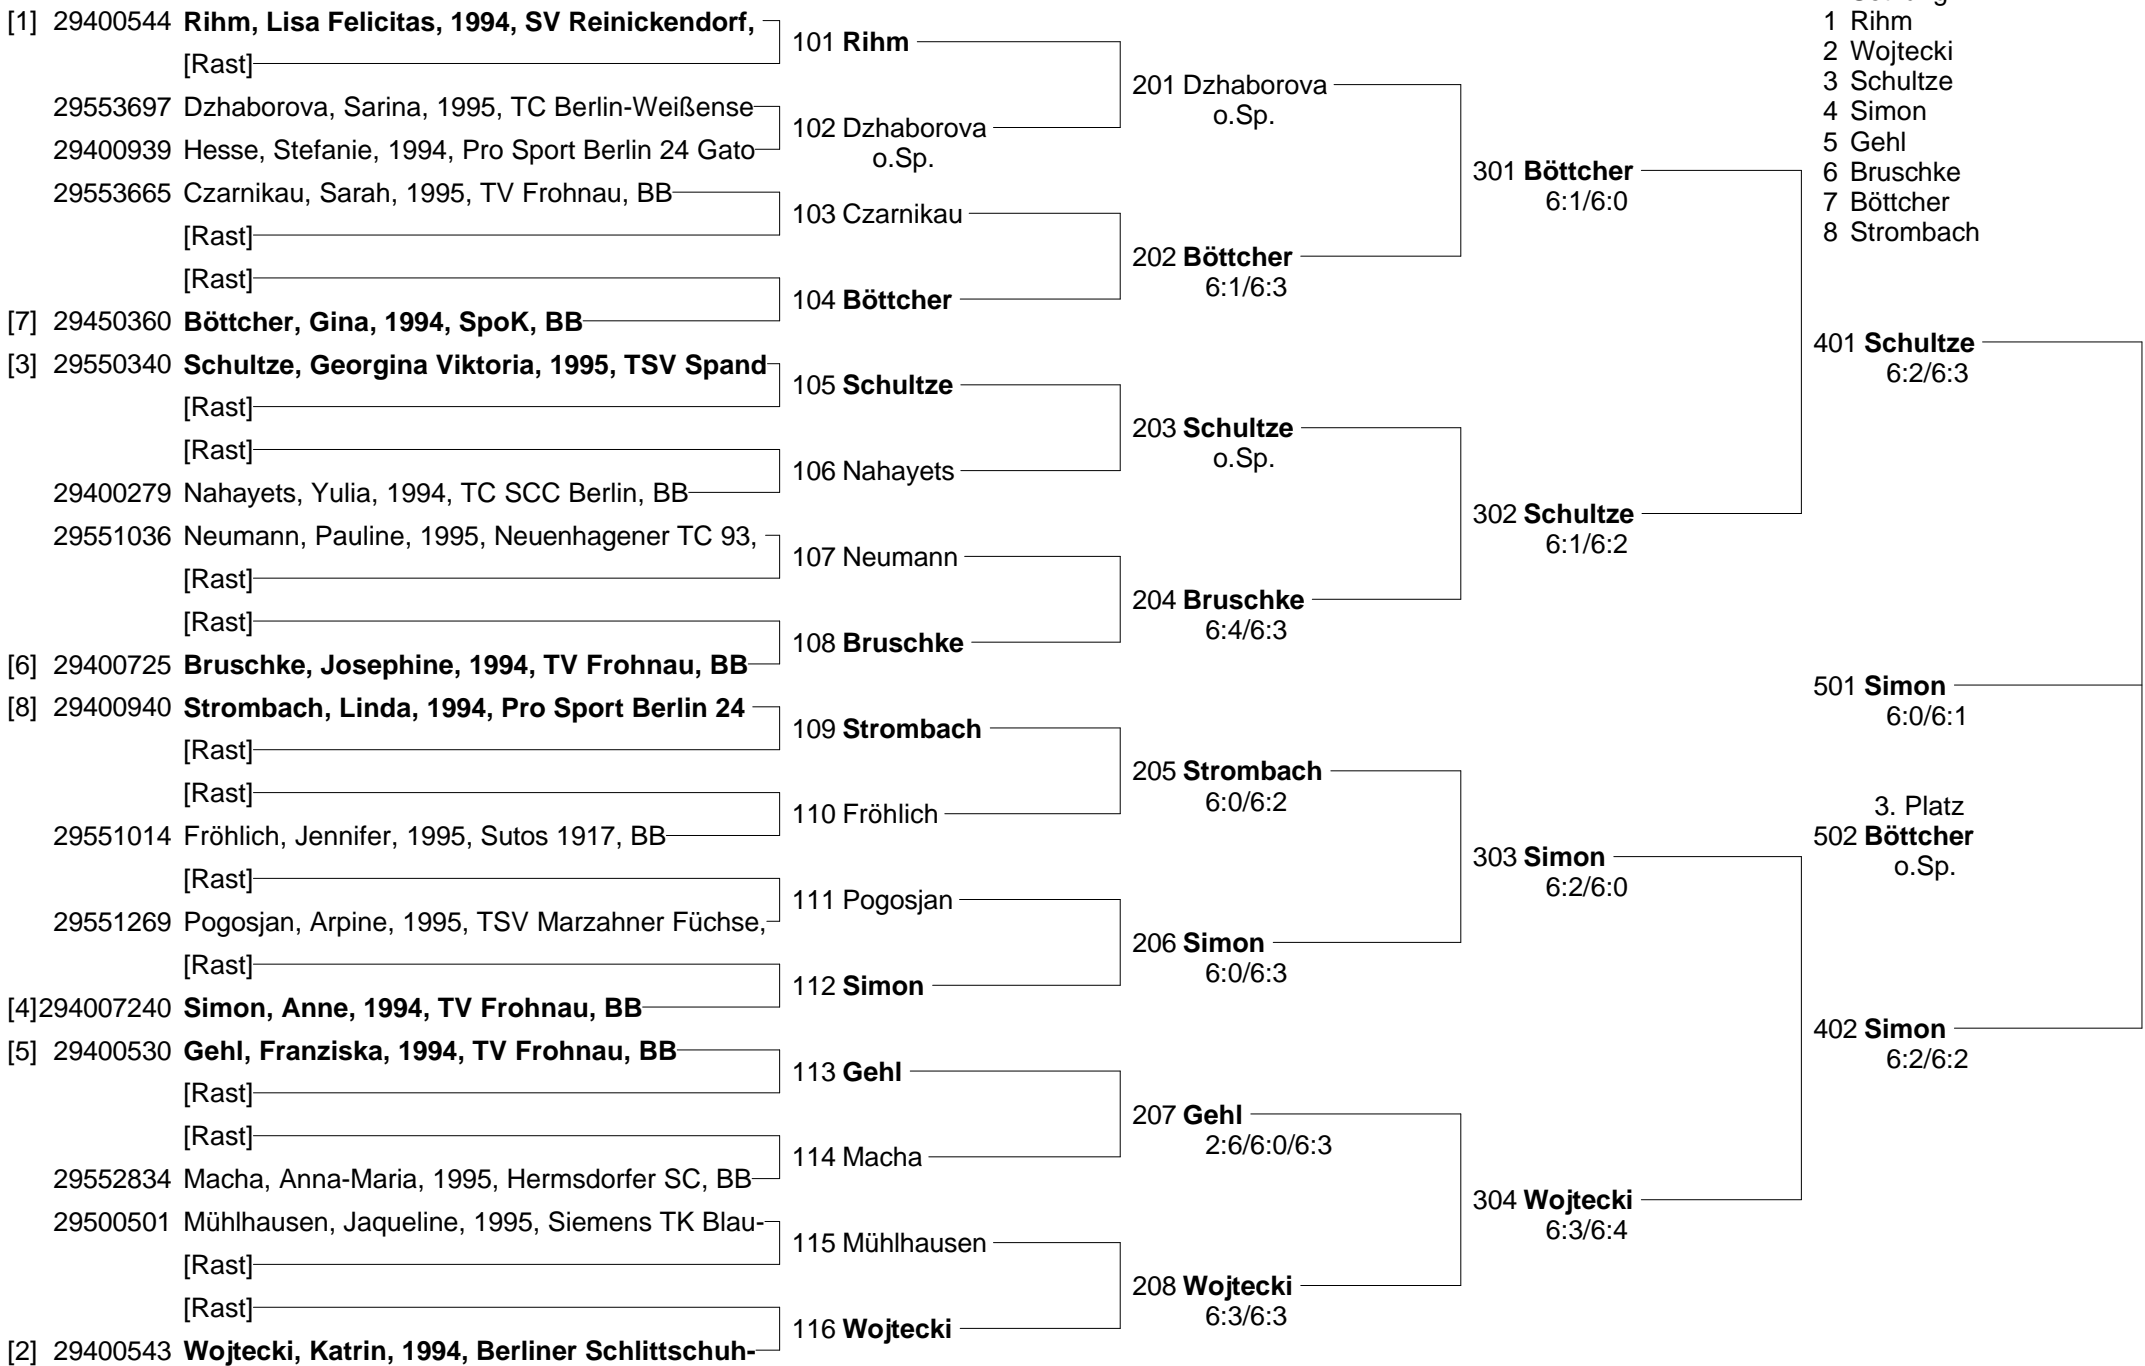 [1] 29400544 Rihm, Lisa Felicitas, 1994, SV Reinickendorf,
[Rast]
29553697 Dzhaborova, Sarina, 1995, TC Berlin-Weißense
29400939 Hesse, Stefanie, 1994, Pro Sport Berlin 24 Gato
29553665 Czarnikau, Sarah, 1995, TV Frohnau, BB
[Rast]
[Rast]
[7] 29450360 Böttcher, Gina, 1994, SpoK, BB
[3] 29550340 Schultze, Georgina Viktoria, 1995, TSV Spand
[Rast]
[Rast]
29400279 Nahayets, Yulia, 1994, TC SCC Berlin, BB
29551036 Neumann, Pauline, 1995, Neuenhagener TC 93,
[Rast]
[Rast]
[6] 29400725 Bruschke, Josephine, 1994, TV Frohnau, BB
[8] 29400940 Strombach, Linda, 1994, Pro Sport Berlin 24
[Rast]
[Rast]
29551014 Fröhlich, Jennifer, 1995, Sutos 1917, BB
[Rast]
29551269 Pogosjan, Arpine, 1995, TSV Marzahner Füchse,
[Rast]
[4]294007240 Simon, Anne, 1994, TV Frohnau, BB
[5] 29400530 Gehl, Franziska, 1994, TV Frohnau, BB
[Rast]
[Rast]
29552834 Macha, Anna-Maria, 1995, Hermsdorfer SC, BB
29500501 Mühlhausen, Jaqueline, 1995, Siemens TK Blau-
[Rast]
[Rast]
[2] 29400543 Wojtecki, Katrin, 1994, Berliner Schlittschuh-
101 Rihm
102 Dzhaborova
o.Sp.
103 Czarnikau
104 Böttcher
105 Schultze
106 Nahayets
107 Neumann
108 Bruschke
109 Strombach
110 Fröhlich
111 Pogosjan
112 Simon
113 Gehl
114 Macha
115 Mühlhausen
116 Wojtecki
201 Dzhaborova
o.Sp.
202 Böttcher
6:1/6:3
203 Schultze
o.Sp.
204 Bruschke
6:4/6:3
205 Strombach
6:0/6:2
206 Simon
6:0/6:3
207 Gehl
2:6/6:0/6:3
208 Wojtecki
6:3/6:3
301 Böttcher
6:1/6:0
302 Schultze
6:1/6:2
303 Simon
6:2/6:0
304 Wojtecki
6:3/6:4
1 Rihm
2 Wojtecki
3 Schultze
4 Simon
5 Gehl
6 Bruschke
7 Böttcher
8 Strombach
401 Schultze
6:2/6:3
501 Simon
6:0/6:1
3. Platz
502 Böttcher
o.Sp.
402 Simon
6:2/6:2